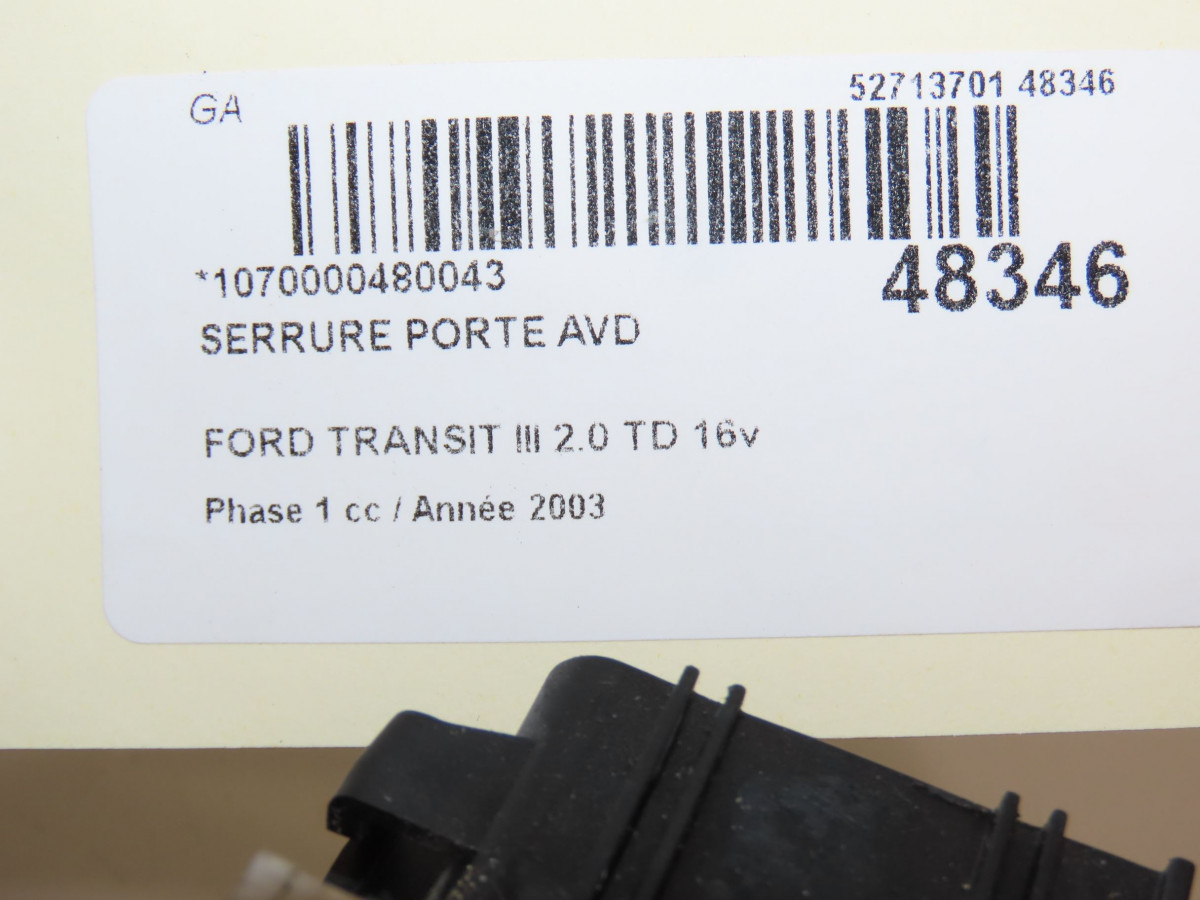 GA
52713701 48346
*1070000480043
48346
SERRURE PORTE AVD
FORD TRANSIT III 2.0 TD 16v
Phase 1 cc / Année 2003